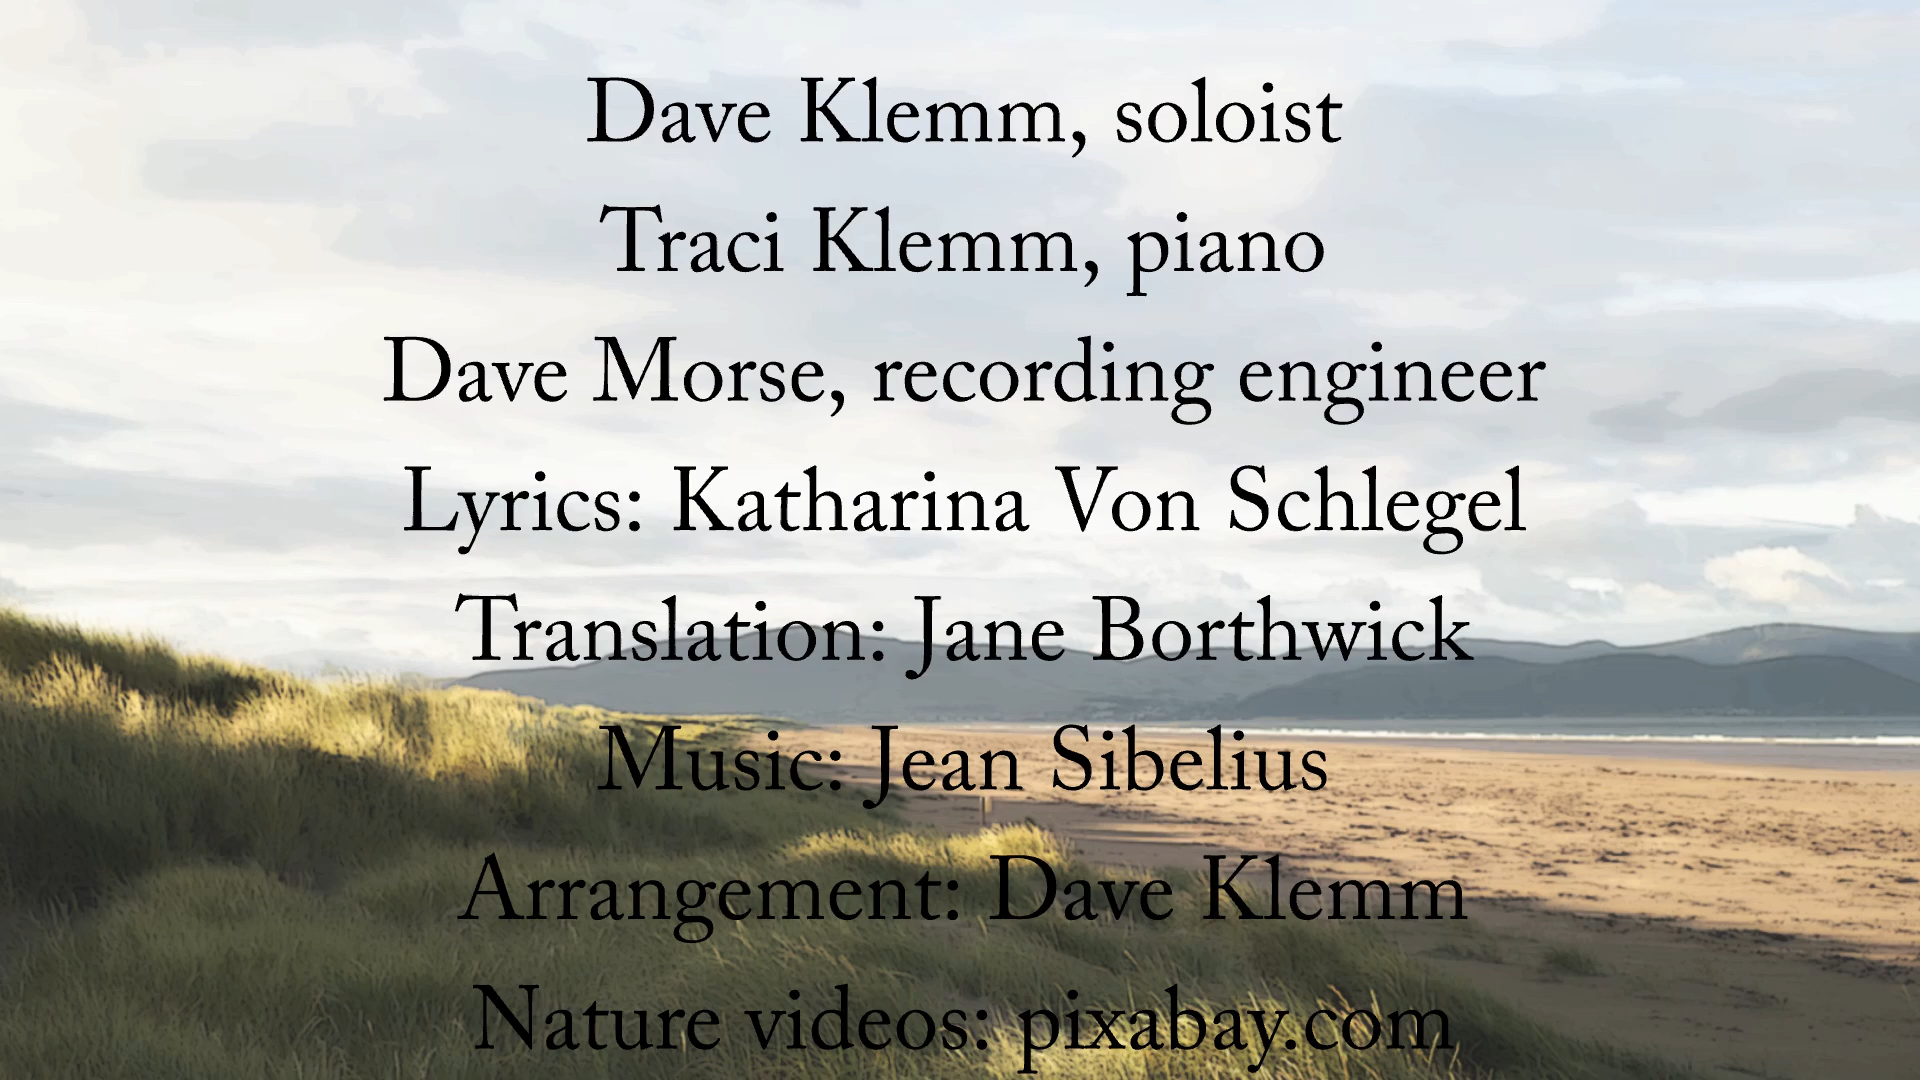 Dave Klemm, soloist
Traci Klemm, piano
Dave Morse, recording engineer
Lyrics: Katharina Von Schlegel
Translation: Jane Borthwick
Music: Jean Sibelius
Arrangement: Dave Klemm
Nature videos: pixabay.com